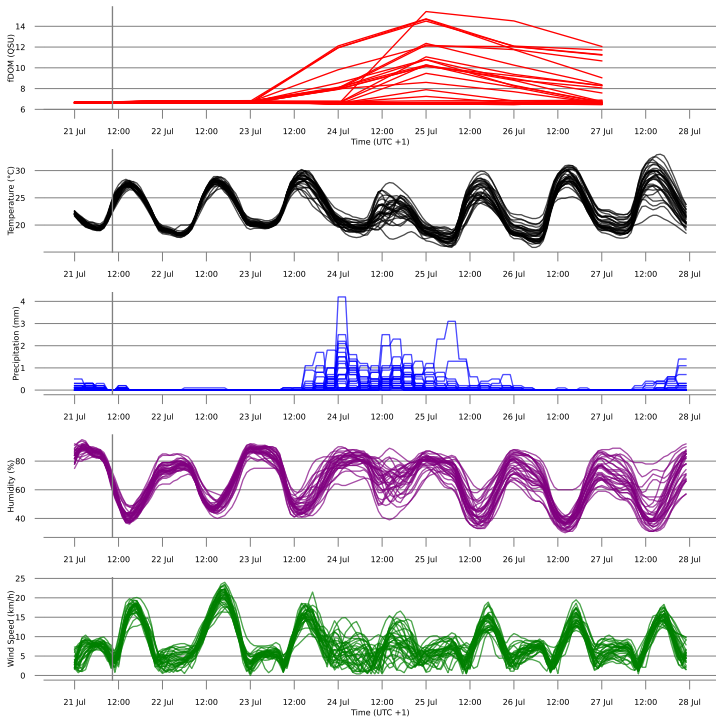 14
12
10
8
6
fDOM (QSU)
21 Jul 12:00 22 Jul 12:00 23 Jul 12:00 24 Jul 12:00 25 Jul 12:00 26 Jul 12:00 27 Jul 12:00 28 Jul
Time (UTC +1)
30
25
20
Temperature (°C)
21 Jul 12:00 22 Jul 12:00 23 Jul 12:00 24 Jul 12:00 25 Jul 12:00 26 Jul 12:00 27 Jul 12:00 28 Jul
4
3
2
1
0
Precipitation (mm)
21 Jul 12:00 22 Jul 12:00 23 Jul 12:00 24 Jul 12:00 25 Jul 12:00 26 Jul 12:00 27 Jul 12:00 28 Jul
80
60
40
Humidity (%)
21 Jul 12:00 22 Jul 12:00 23 Jul 12:00 24 Jul 12:00 25 Jul 12:00 26 Jul 12:00 27 Jul 12:00 28 Jul
25
20
15
10
5
0
Wind Speed (km/h)
21 Jul 12:00 22 Jul 12:00 23 Jul 12:00 24 Jul 12:00 25 Jul 12:00 26 Jul 12:00 27 Jul 12:00 28 Jul
Time (UTC +1)